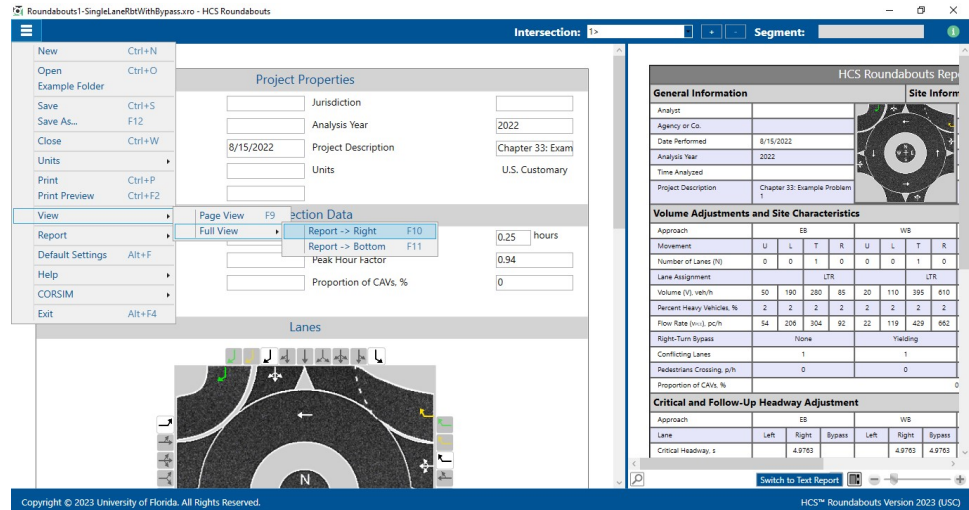 Roundabouts1-SingleLaneRbtWithBypass.xro - HCS Roundabouts
Intersection: 1> + - Segment:
New Ctrl+N
Open Ctrl+O
Example Folder
Save Ctrl+S
Save As... F12
Close Ctrl+W
Units
Print Ctrl+P
Print Preview Ctrl+F2
View
Report
Default Settings Alt+F
Help
CORSIM
Exit Alt+F4
Page View F9
Full View
Report -> Right F10
Report -> Bottom F11
Project Properties
Jurisdiction
Analysis Year 2022
8/15/2022 Project Description Chapter 33: Exam
Units U.S. Customary
ection Data
0.25 hours
Peak Hour Factor 0.94
Proportion of CAVs, % 0
Lanes
N
HCS Roundabouts Rep
General Information Site Inform
Analyst
Agency or Co.
Date Performed 8/15/2022
Analysis Year 2022
Time Analyzed
Project Description Chapter 33: Example Problem
1
Volume Adjustments and Site Characteristics
Approach EB WB
Movement U L T R U L T R
Number of Lanes (N) 0 0 1 0 0 0 1 0
Lane Assignment LTR LTR
Volume (V), veh/h 50 190 280 85 20 110 395 610
Percent Heavy Vehicles, % 2 2 2 2 2 2 2 2
Flow Rate (vPCE), pc/h 54 206 304 92 22 119 429 662
Right-Turn Bypass None Yielding
Conflicting Lanes 1 1
Pedestrians Crossing, p/h 0 0
Proportion of CAVs, % 0
Critical and Follow-Up Headway Adjustment
Approach EB WB
Lane Left Right Bypass Left Right Bypass
Critical Headway, s 4.9763 4.9763 4.9763
Switch to Text Report
Copyright © 2023 University of Florida. All Rights Reserved. HCS™ Roundabouts Version 2023 (USC)